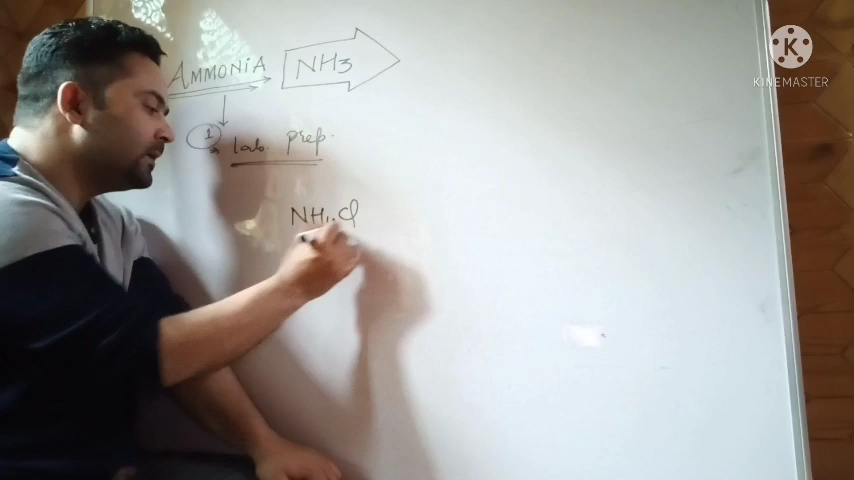 AMMONIA NH3
1 lab. prep.
NH4Cl
K
KINEMASTER